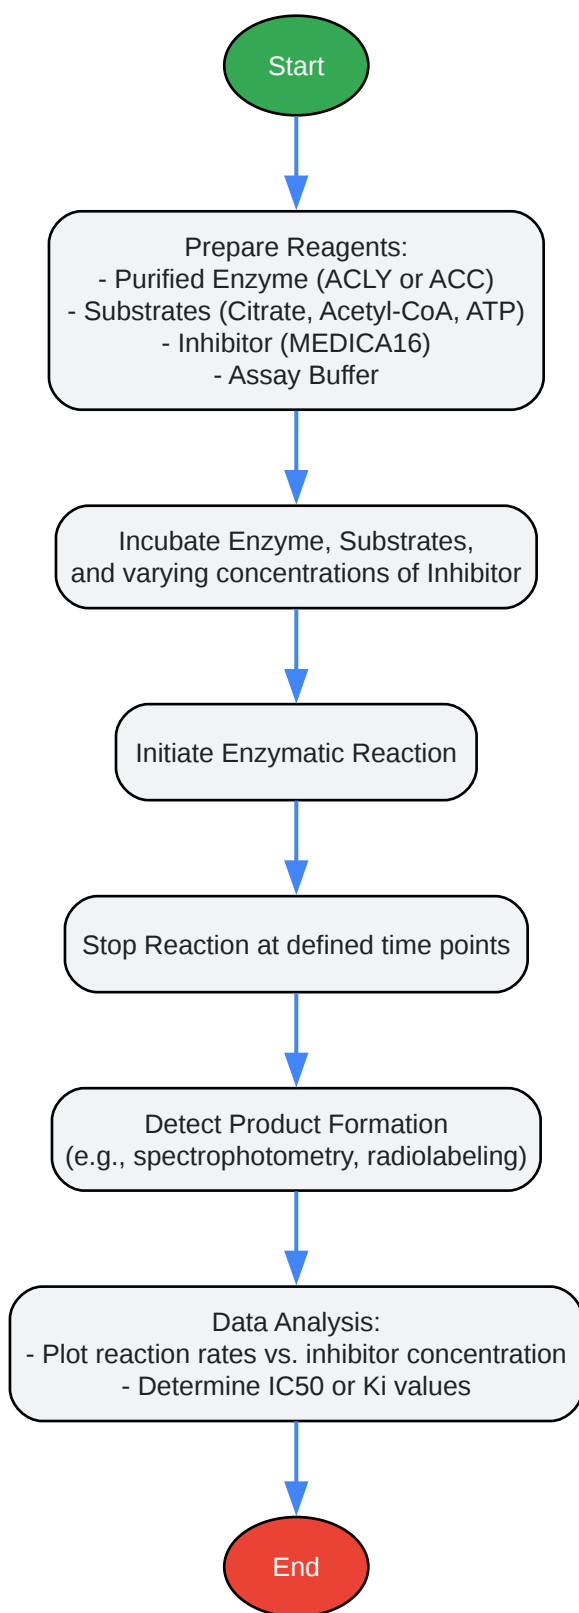 Start
Prepare Reagents:
- Purified Enzyme (ACLY or ACC)
- Substrates (Citrate, Acetyl-CoA, ATP)
- Inhibitor (MEDICA16)
- Assay Buffer
Incubate Enzyme, Substrates,
and varying concentrations of Inhibitor
Initiate Enzymatic Reaction
Stop Reaction at defined time points
Detect Product Formation
(e.g., spectrophotometry, radiolabeling)
Data Analysis:
- Plot reaction rates vs. inhibitor concentration
- Determine IC50 or Ki values
End